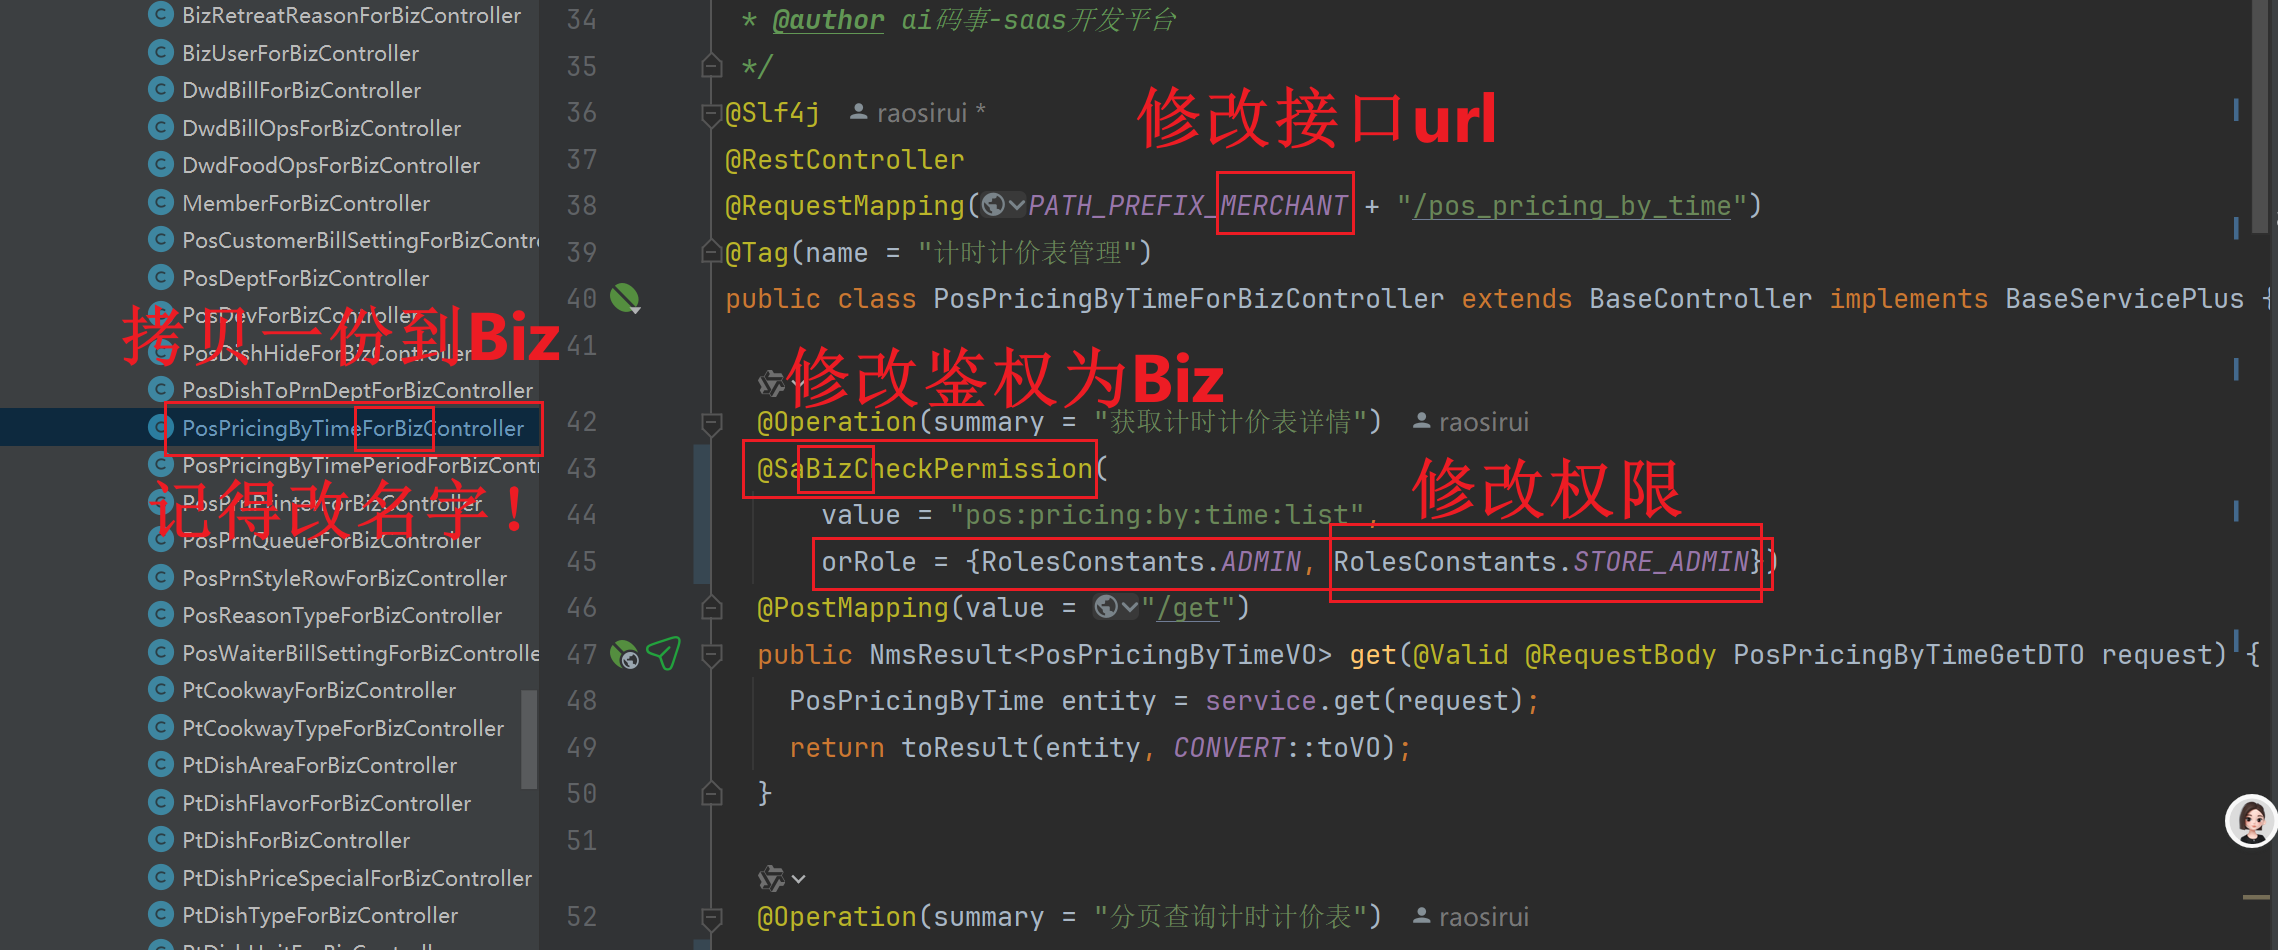 BizRetreatReasonForBizController
BizUserForBizController
DwdBillForBizController
DwdBillOpsForBizController
DwdFoodOpsForBizController
MemberForBizController
PosCustomerBillSettingForBizContr
PosDeptForBizController
PosDevForBizController
PosDishHideForBizController
PosDishToPrnDeptForBizController
PosPricingByTimeForBizController
PosPricingByTimePeriodForBizContr
PosPrnPrinterForBizController
PosPrnQueueForBizController
PosPrnStyleRowForBizController
PosReasonTypeForBizController
PosWaiterBillSettingForBizControlle
PtCookwayForBizController
PtCookwayTypeForBizController
PtDishAreaForBizController
PtDishFlavorForBizController
PtDishForBizController
PtDishPriceSpecialForBizController
PtDishTypeForBizController
拷贝一份到Biz
记得改名字！
34 * @author ai码事-saas开发平台
35 */
修改接口url
36 @Slf4j raosirui *
37 @RestController
38 @RequestMapping(PATH_PREFIX_MERCHANT + "/pos_pricing_by_time")
39 @Tag(name = "计时计价表管理")
40 public class PosPricingByTimeForBizController extends BaseController implements BaseServicePlus {
41
修改鉴权为Biz
42 @Operation(summary = "获取计时计价表详情") raosirui
43 @SaBizCheckPermission(
修改权限
44 value = "pos:pricing:by:time:list",
45 orRole = {RolesConstants.ADMIN, RolesConstants.STORE_ADMIN})
46 @PostMapping(value = "/get")
47 public NmsResult<PosPricingByTimeVO> get(@Valid @RequestBody PosPricingByTimeGetDTO request) {
48 PosPricingByTime entity = service.get(request);
49 return toResult(entity, CONVERT::toVO);
50 }
51
52 @Operation(summary = "分页查询计时计价表") raosirui